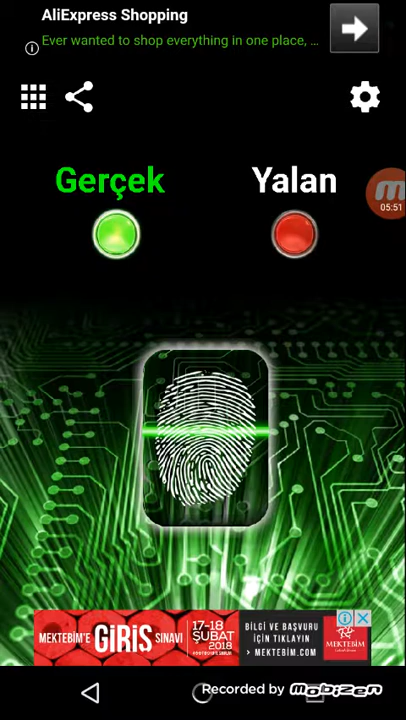 AliExpress Shopping
Ever wanted to shop everything in one place, ...
Gerçek
Yalan
05:51
MEKTEBİM'E GİRİŞ SINAVI
17-18
ŞUBAT
2018
BİLGİ VE BAŞVURU
İÇİN TIKLAYIN
> MEKTEBIM.COM
MEKTEBİM
Recorded by MOBIZEN